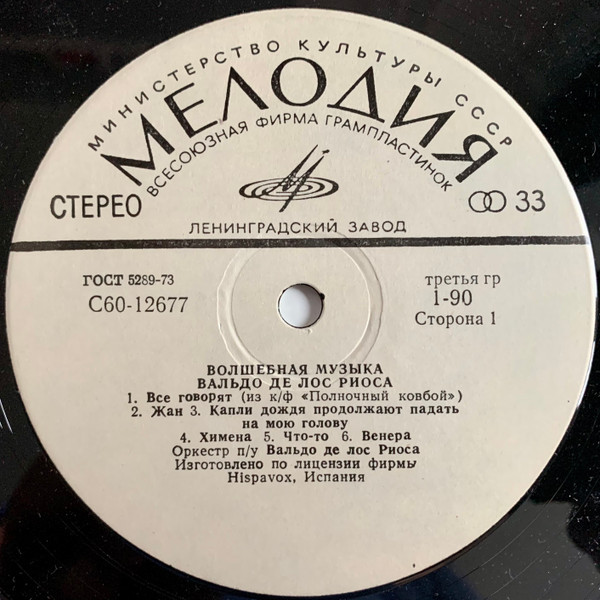 МИНИСТЕРСТВО КУЛЬТУРЫ СССР
МЕЛОДИЯ
ВСЕСОЮЗНАЯ ФИРМА ГРАМПЛАСТИНОК
СТЕРЕО
33
ЛЕНИНГРАДСКИЙ ЗАВОД
ГОСТ 5289-73
С60-12677
третья гр
1-90
Сторона 1
ВОЛШЕБНАЯ МУЗЫКА
ВАЛЬДО ДЕ ЛОС РИОСА
1. Все говорят (из к/ф «Полночный ковбой»)
2. Жан 3. Капли дождя продолжают падать
на мою голову
4. Химена 5. Что-то 6. Венера
Оркестр п/у Вальдо де лос Риоса
Изготовлено по лицензии фирмы
Hispavox, Испания